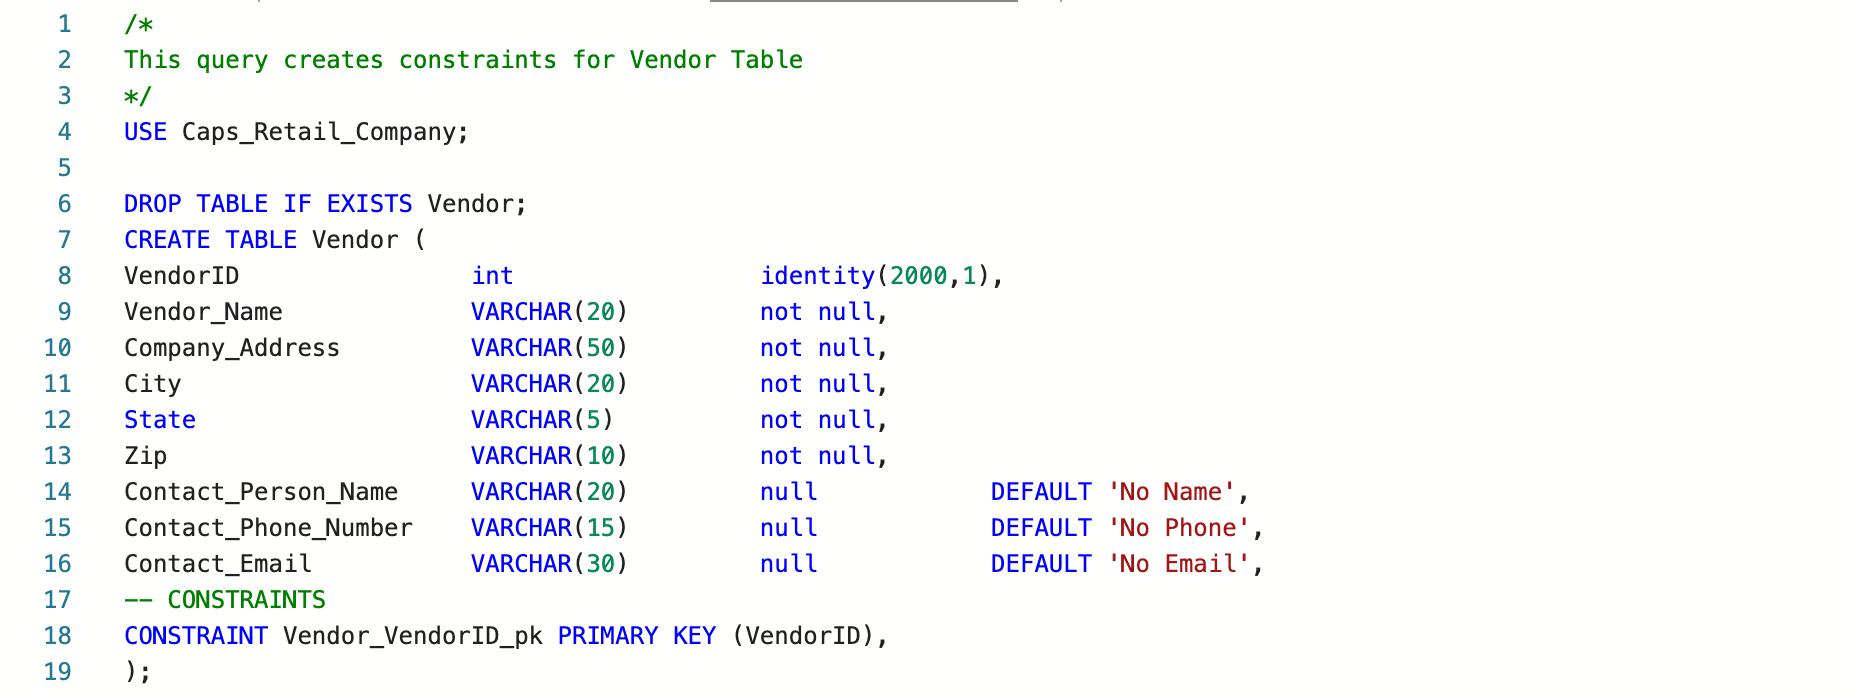 1 /*
2 This query creates constraints for Vendor Table
3 */
4 USE Caps_Retail_Company;
5
6 DROP TABLE IF EXISTS Vendor;
7 CREATE TABLE Vendor (
8 VendorID int identity(2000,1),
9 Vendor_Name VARCHAR(20) not null,
10 Company_Address VARCHAR(50) not null,
11 City VARCHAR(20) not null,
12 State VARCHAR(5) not null,
13 Zip VARCHAR(10) not null,
14 Contact_Person_Name VARCHAR(20) null DEFAULT 'No Name',
15 Contact_Phone_Number VARCHAR(15) null DEFAULT 'No Phone',
16 Contact_Email VARCHAR(30) null DEFAULT 'No Email',
17 -- CONSTRAINTS
18 CONSTRAINT Vendor_VendorID_pk PRIMARY KEY (VendorID),
19 );